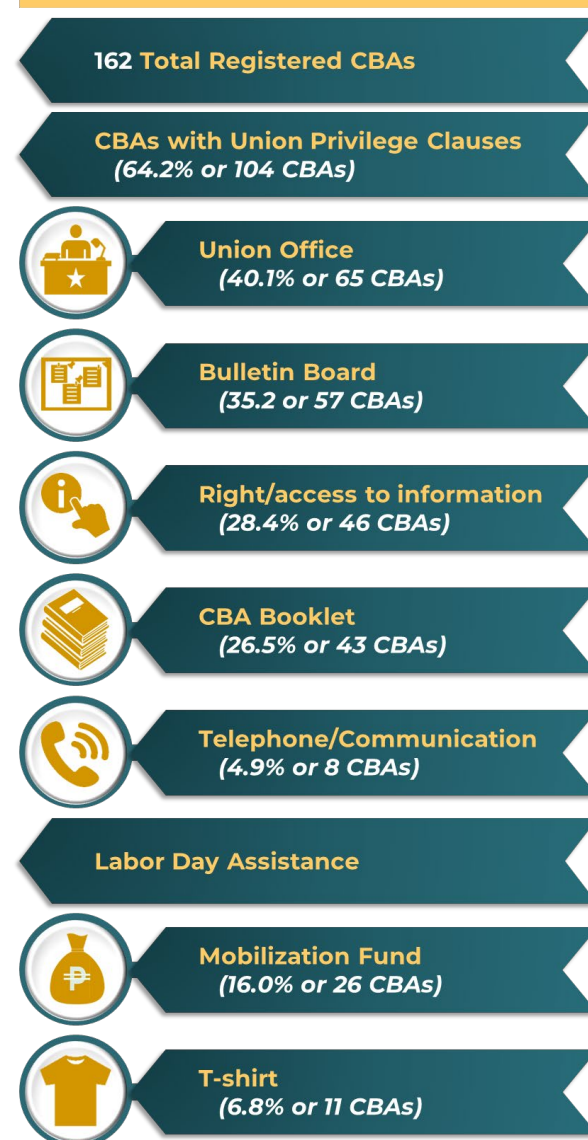 162 Total Registered CBAs
CBAs with Union Privilege Clauses
(64.2% or 104 CBAs)
Union Office
(40.1% or 65 CBAs)
Bulletin Board
(35.2 or 57 CBAs)
i
Right/access to information
(28.4% or 46 CBAs)
CBA Booklet
(26.5% or 43 CBAs)
Telephone/Communication
(4.9% or 8 CBAs)
Labor Day Assistance
₱
Mobilization Fund
(16.0% or 26 CBAs)
T-shirt
(6.8% or 11 CBAs)